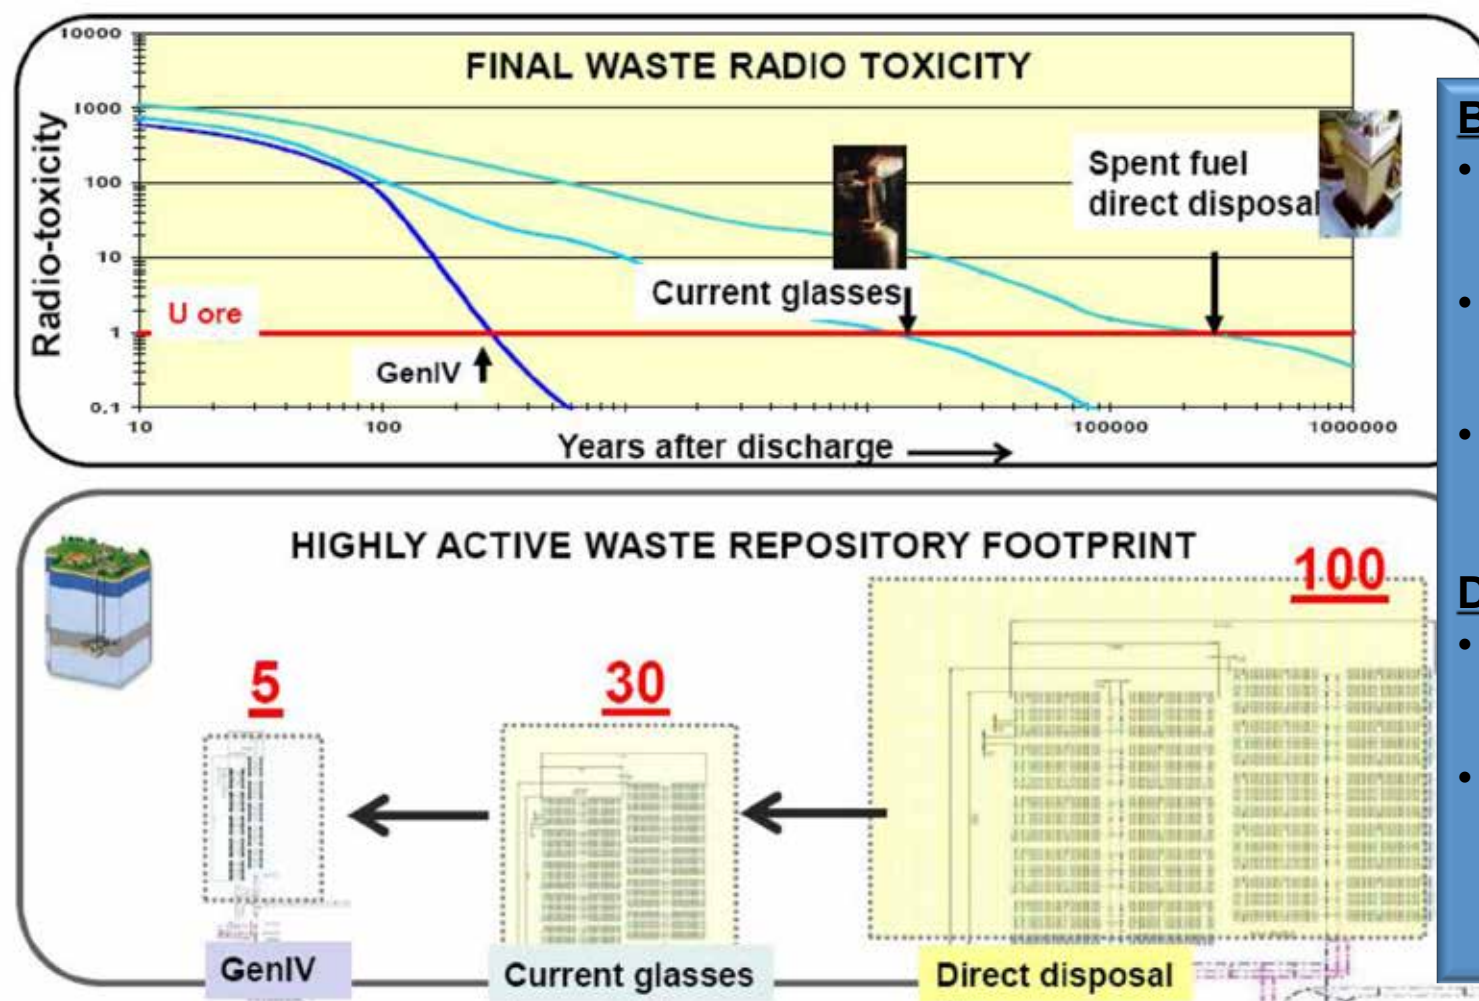 FINAL WASTE RADIO TOXICITY
Radio-toxicity
10000
1000
100
10
1
0.1
Spent fuel
direct disposal
Current glasses
U ore
GenIV
10
100
100000
1000000
Years after discharge
B
•
•
•
D
•
•
HIGHLY ACTIVE WASTE REPOSITORY FOOTPRINT
100
30
5
GenIV
Current glasses
Direct disposal